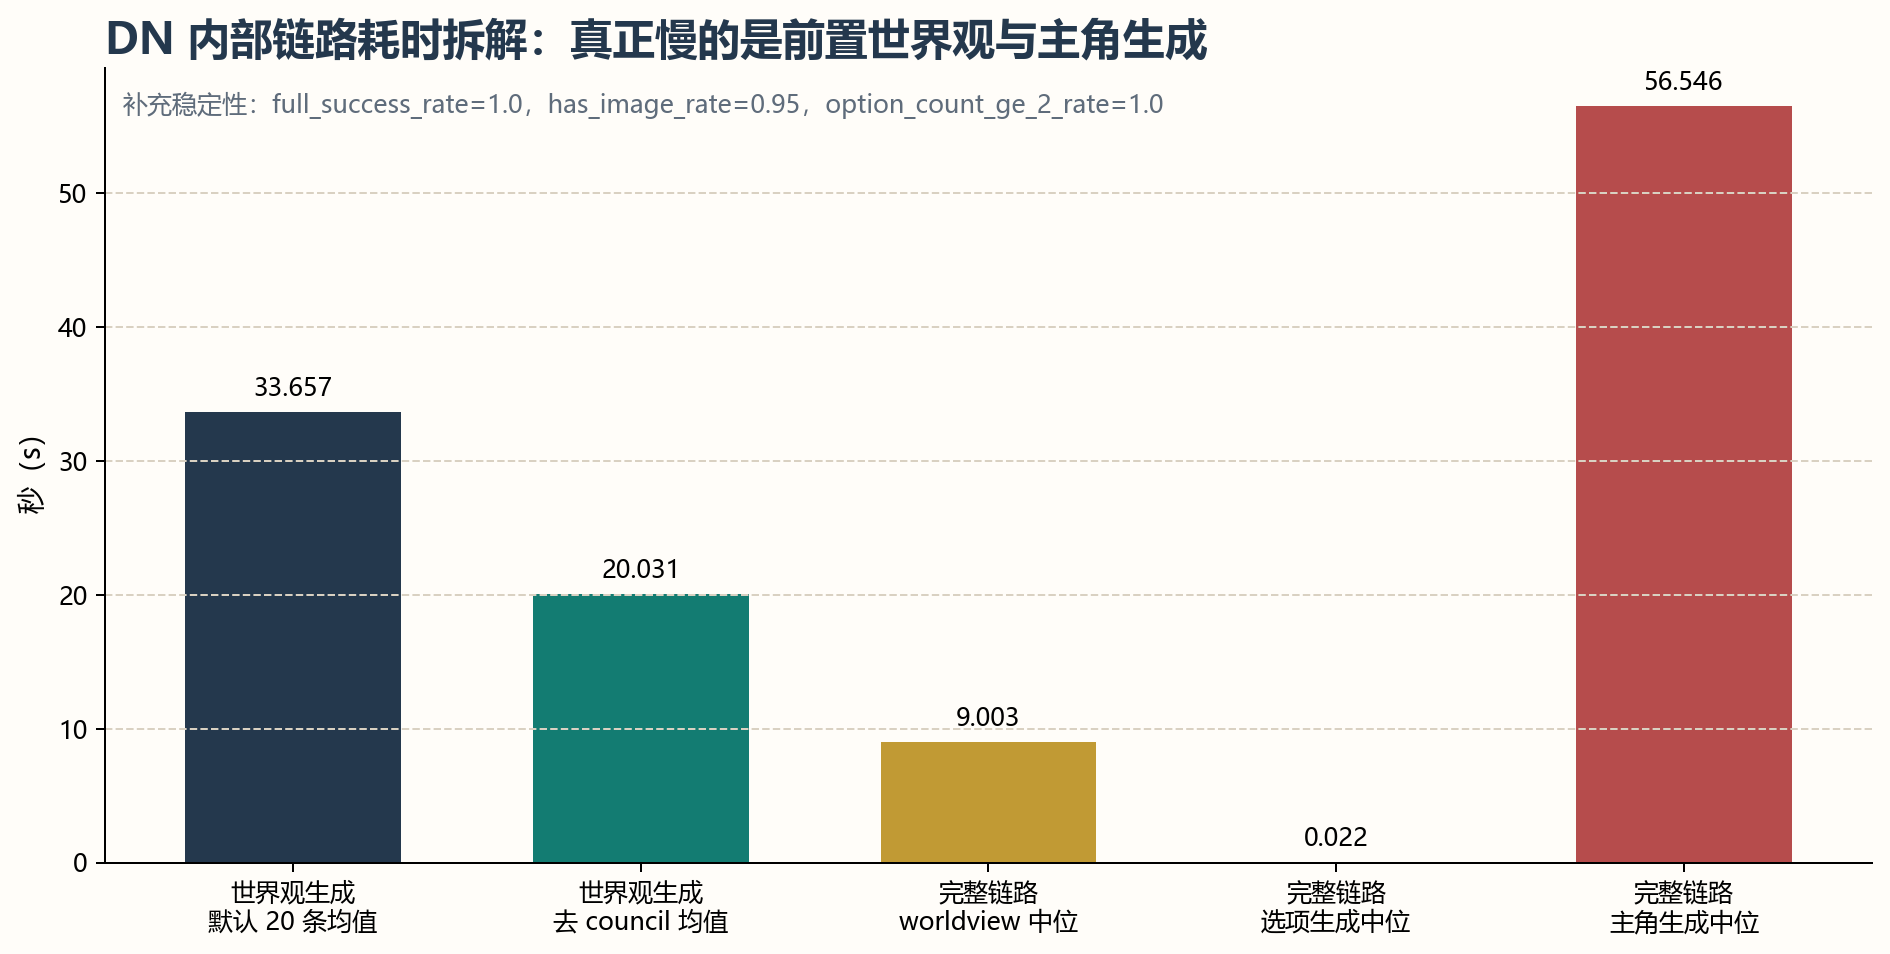 DN 内部链路耗时拆解：真正慢的是前置世界观与主角生成
补充稳定性：full_success_rate=1.0，has_image_rate=0.95，option_count_ge_2_rate=1.0
秒（s）
50
40
30
20
10
0
33.657
20.031
9.003
0.022
56.546
世界观生成
默认 20 条均值
世界观生成
去 council 均值
完整链路
worldview 中位
完整链路
选项生成中位
完整链路
主角生成中位